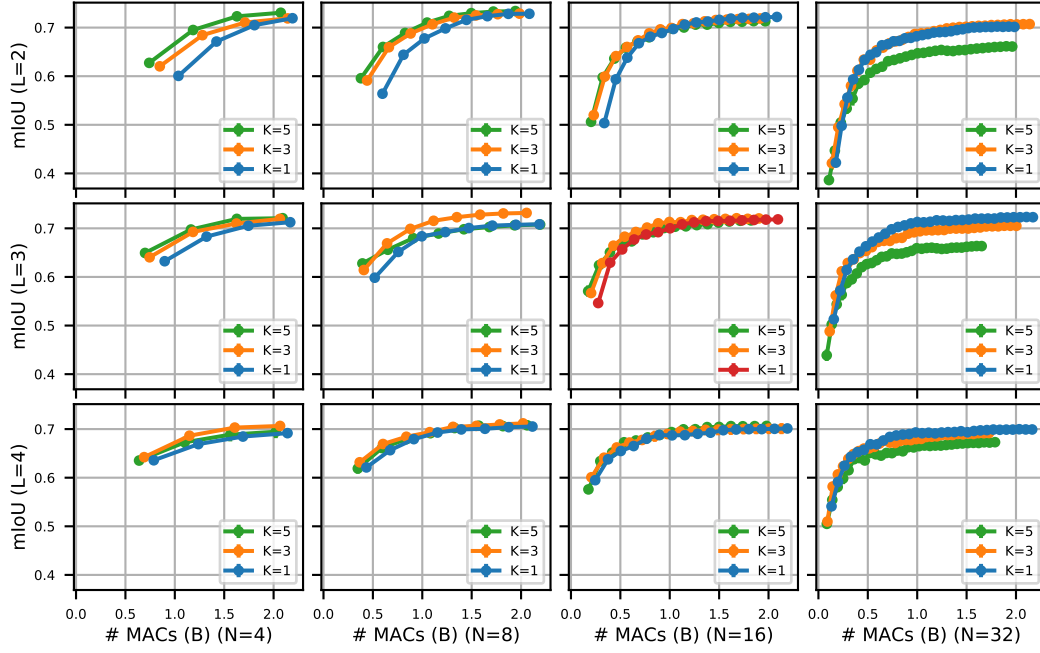 mIoU (L=2)
0.7
0.6
0.5
0.4
K=5
K=3
K=1
K=5
K=3
K=1
K=5
K=3
K=1
K=5
K=3
K=1
mIoU (L=3)
0.7
0.6
0.5
0.4
K=5
K=3
K=1
K=5
K=3
K=1
K=5
K=3
K=1
K=5
K=3
K=1
mIoU (L=4)
0.7
0.6
0.5
0.4
K=5
K=3
K=1
K=5
K=3
K=1
K=5
K=3
K=1
K=5
K=3
K=1
0.0 0.5 1.0 1.5 2.0
0.0 0.5 1.0 1.5 2.0
0.0 0.5 1.0 1.5 2.0
0.0 0.5 1.0 1.5 2.0
# MACs (B) (N=4)
# MACs (B) (N=8)
# MACs (B) (N=16)
# MACs (B) (N=32)